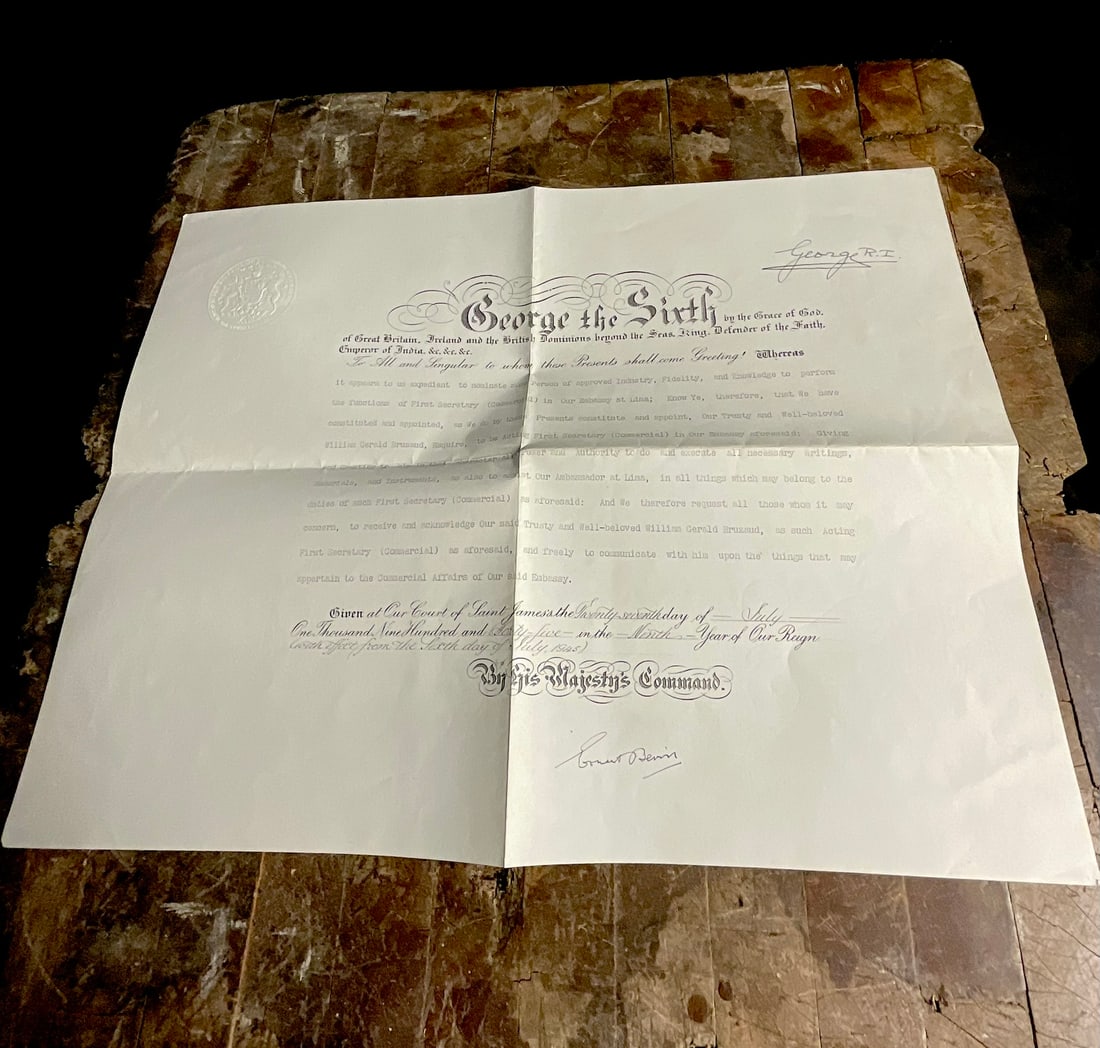 George R.I.
George the Sixth by the Grace of God,
of Great Britain, Ireland and the British Dominions beyond the Seas, King, Defender of the Faith,
Emperor of India, &c, &c, &c.
To All and Singular to whom these Presents shall come Greeting! Whereas
it appears to us expedient to nominate some Person of approved Industry, Fidelity, and Knowledge to perform
the functions of First Secretary (Commercial) in Our Embassy at Lima; Know Ye, therefore, that We have
constituted and appointed, as We do by these Presents constitute and appoint, Our Trusty and Well-beloved
William Gerald Bruzaud, Esquire, to be Acting First Secretary (Commercial) in Our Embassy aforesaid: Giving
Power and Authority to do and execute all necessary Writings,
Memorials, and Instruments, as also to assist Our Ambassador at Lima, in all things which may belong to the
duties of such First Secretary (Commercial) as aforesaid: And We therefore request all those whom it may
concern, to receive and acknowledge Our said Trusty and Well-beloved William Gerald Bruzaud, as such Acting
First Secretary (Commercial) as aforesaid, and freely to communicate with him upon the things that may
appertain to the Commercial Affairs of Our said Embassy.
Given at Our Court of Saint James's the Twenty-seventh day of July
One Thousand Nine Hundred and Forty-five in the Ninth Year of Our Reign
(with effect from the Sixth day of July, 1945)
By His Majesty's Command.
Ernest Bevin